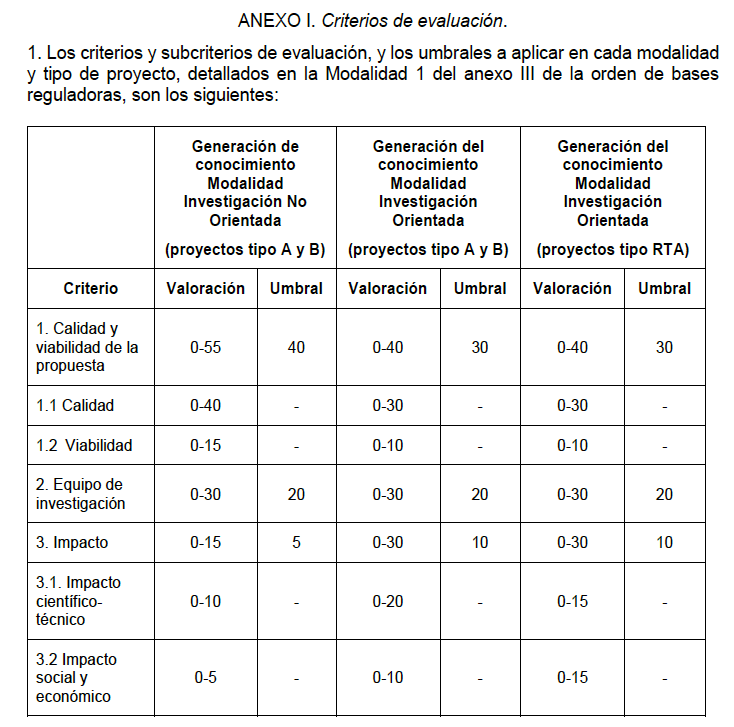 ANEXO I. Criterios de evaluación.
1. Los criterios y subcriterios de evaluación, y los umbrales a aplicar en cada modalidad
y tipo de proyecto, detallados en la Modalidad 1 del anexo III de la orden de bases
reguladoras, son los siguientes:
Generación de
conocimiento
Modalidad
Investigación No
Orientada
(proyectos tipo A y B)
Generación del
conocimiento
Modalidad
Investigación
Orientada
(proyectos tipo A y B)
Generación del
conocimiento
Modalidad
Investigación
Orientada
(proyectos tipo RTA)
Criterio Valoración Umbral Valoración Umbral Valoración Umbral
1. Calidad y
viabilidad de la
propuesta
0-55 40 0-40 30 0-40 30
1.1 Calidad 0-40 - 0-30 - 0-30 -
1.2 Viabilidad 0-15 - 0-10 - 0-10 -
2. Equipo de
investigación
0-30 20 0-30 20 0-30 20
3. Impacto 0-15 5 0-30 10 0-30 10
3.1. Impacto
científico-
técnico
0-10 - 0-20 - 0-15 -
3.2 Impacto
social y
económico
0-5 - 0-10 - 0-15 -